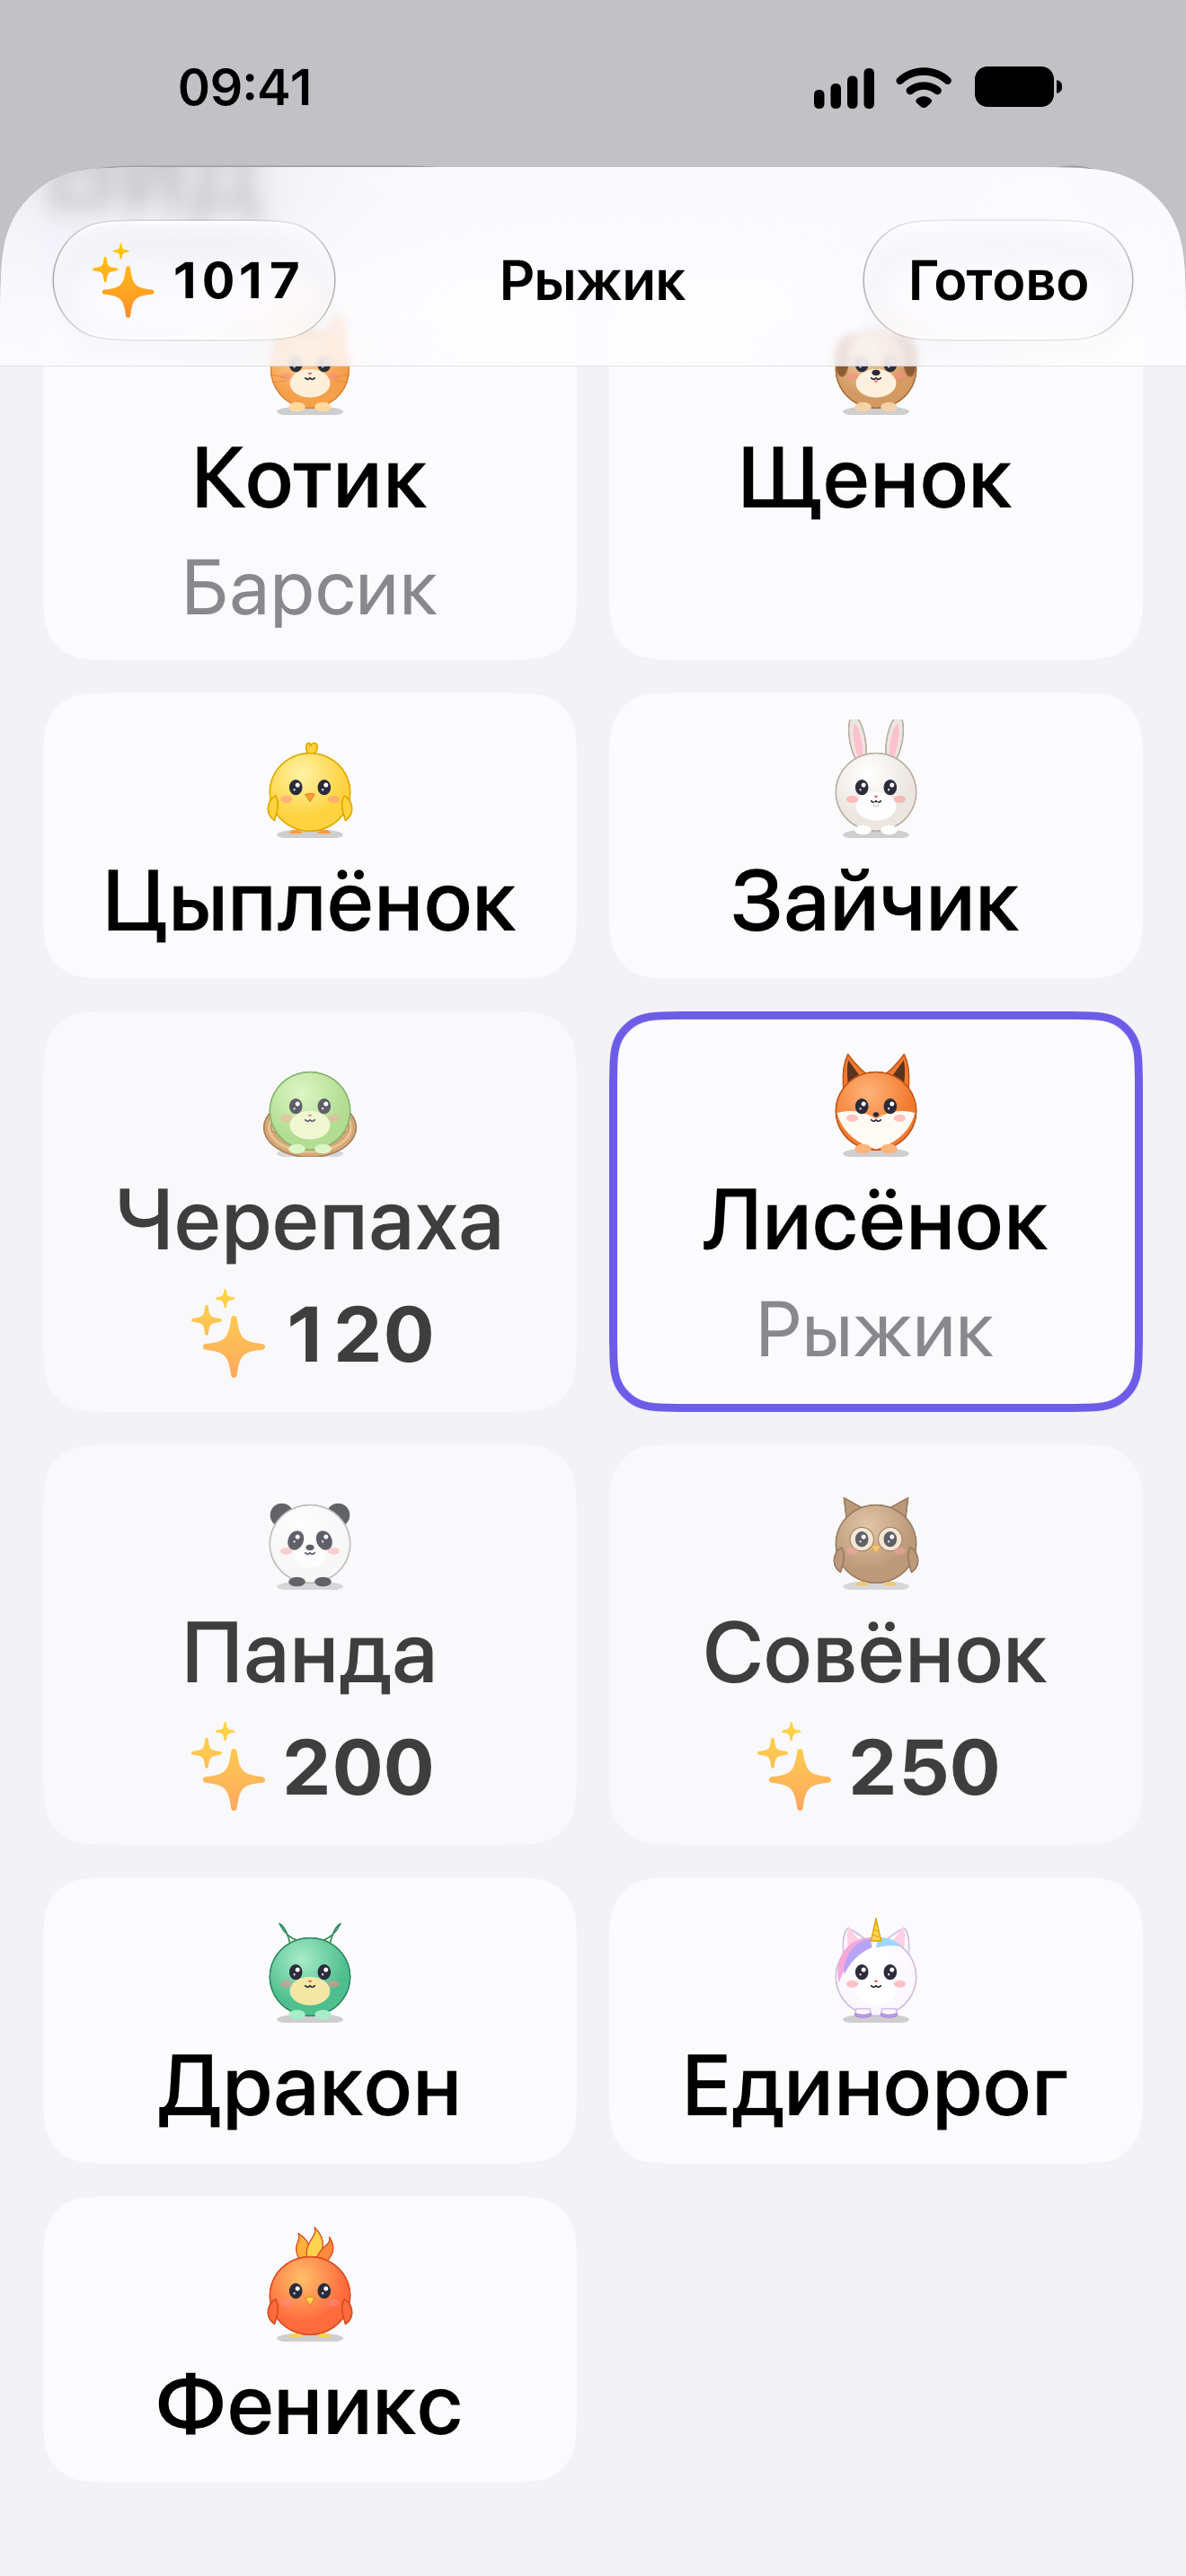 09:41
1017
Рыжик
Готово
Котик
Щенок
Барсик
Цыплёнок
Зайчик
Черепаха
120
Лисёнок
Рыжик
Панда
200
Совёнок
250
Дракон
Единорог
Феникс